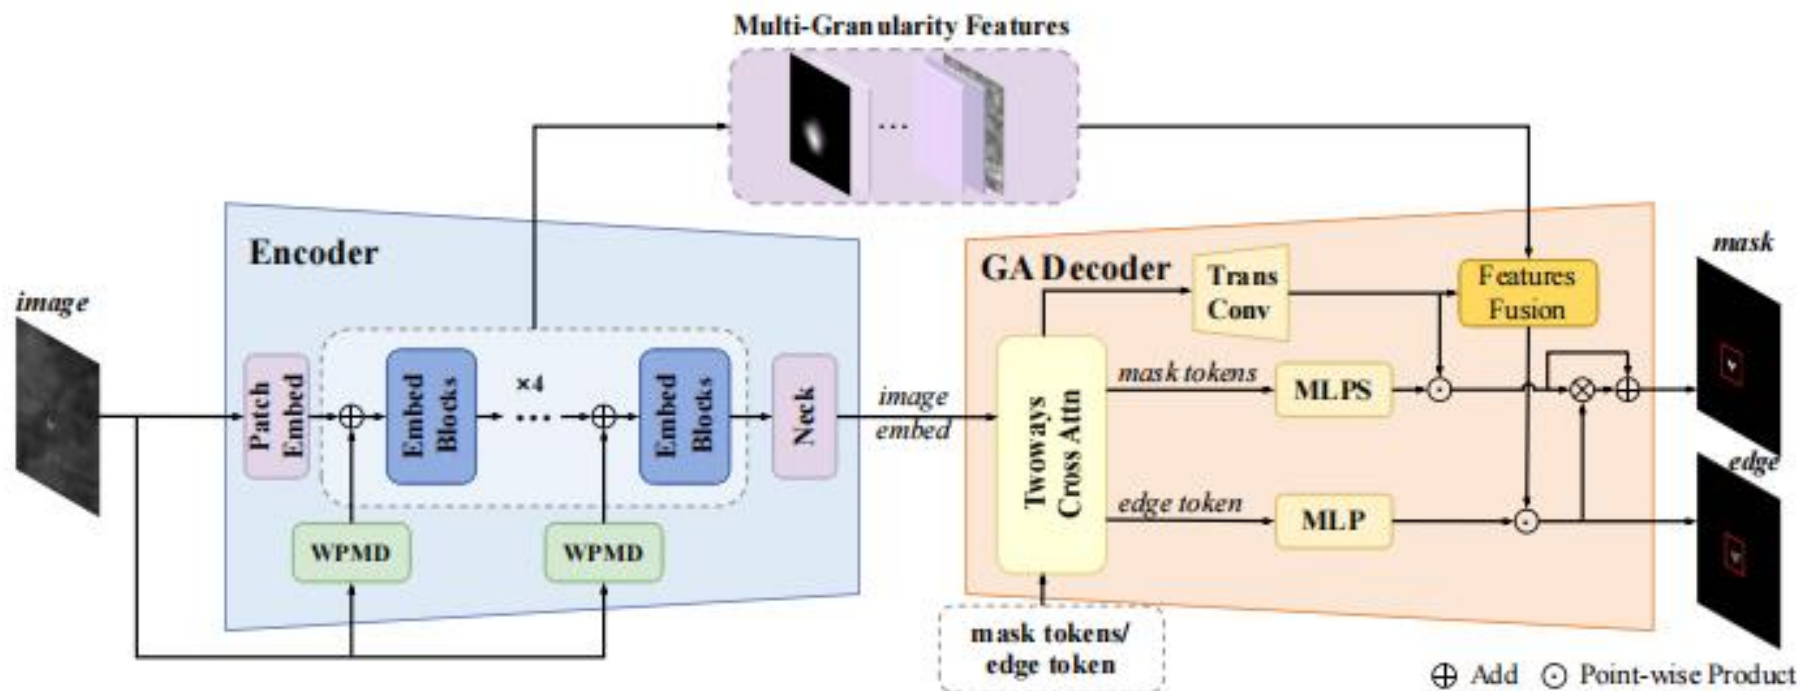 Multi-Granularity Features
Encoder
image
Patch
Embed
Embed
Blocks
×4
Embed
Blocks
Neck
WPMD
WPMD
image
embed
GA Decoder
Trans
Conv
Features
Fusion
Twoways
Cross Attn
mask tokens
MLPS
edge token
MLP
mask tokens/
edge token
mask
edge
Add
Point-wise Product